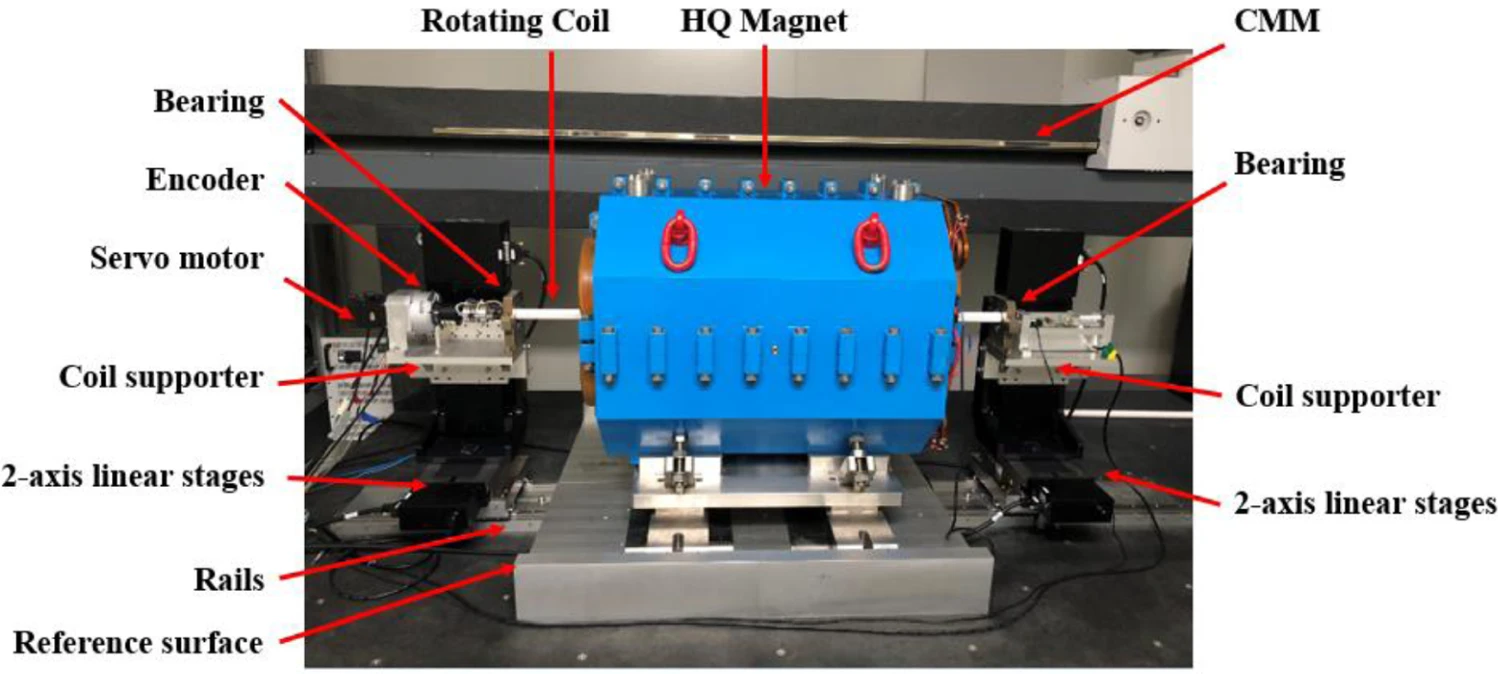 Rotating Coil
HQ Magnet
CMM
Bearing
Bearing
Encoder
Servo motor
Coil supporter
Coil supporter
2-axis linear stages
2-axis linear stages
Rails
Reference surface